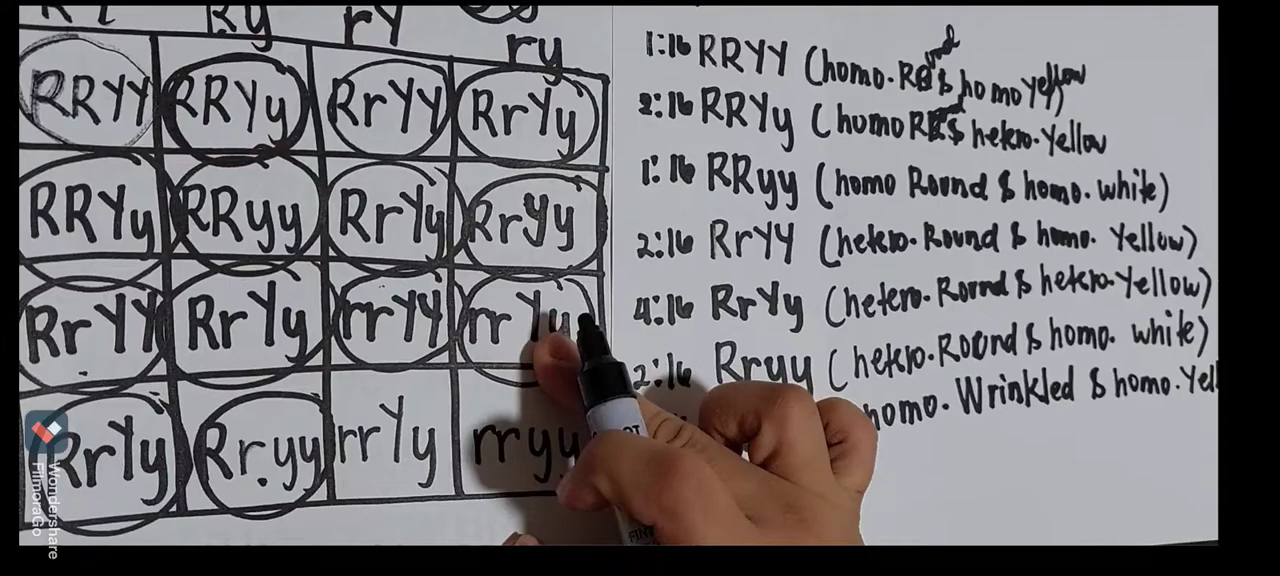 Ry rY ry
RRYY RRYy RrYY RrYy
RRYy RRyy RrYy Rryy
RrYY RrYy rrYY rrYy
RrYy Rryy rrYy rryy
1:16 RRYY (homo. Round & homo Yellow
2:16 RRYy (homo & hetero. Yellow
1:16 RRyy (homo Round & homo. white)
2:16 RrYY (hetero. Round & homo. Yellow)
4:16 RrYy (hetero. Round & hetero. Yellow)
2:16 Rryy (hetero. Round & homo. white)
homo. Wrinkled & homo. Yel
Wondershare
FilmoraGo